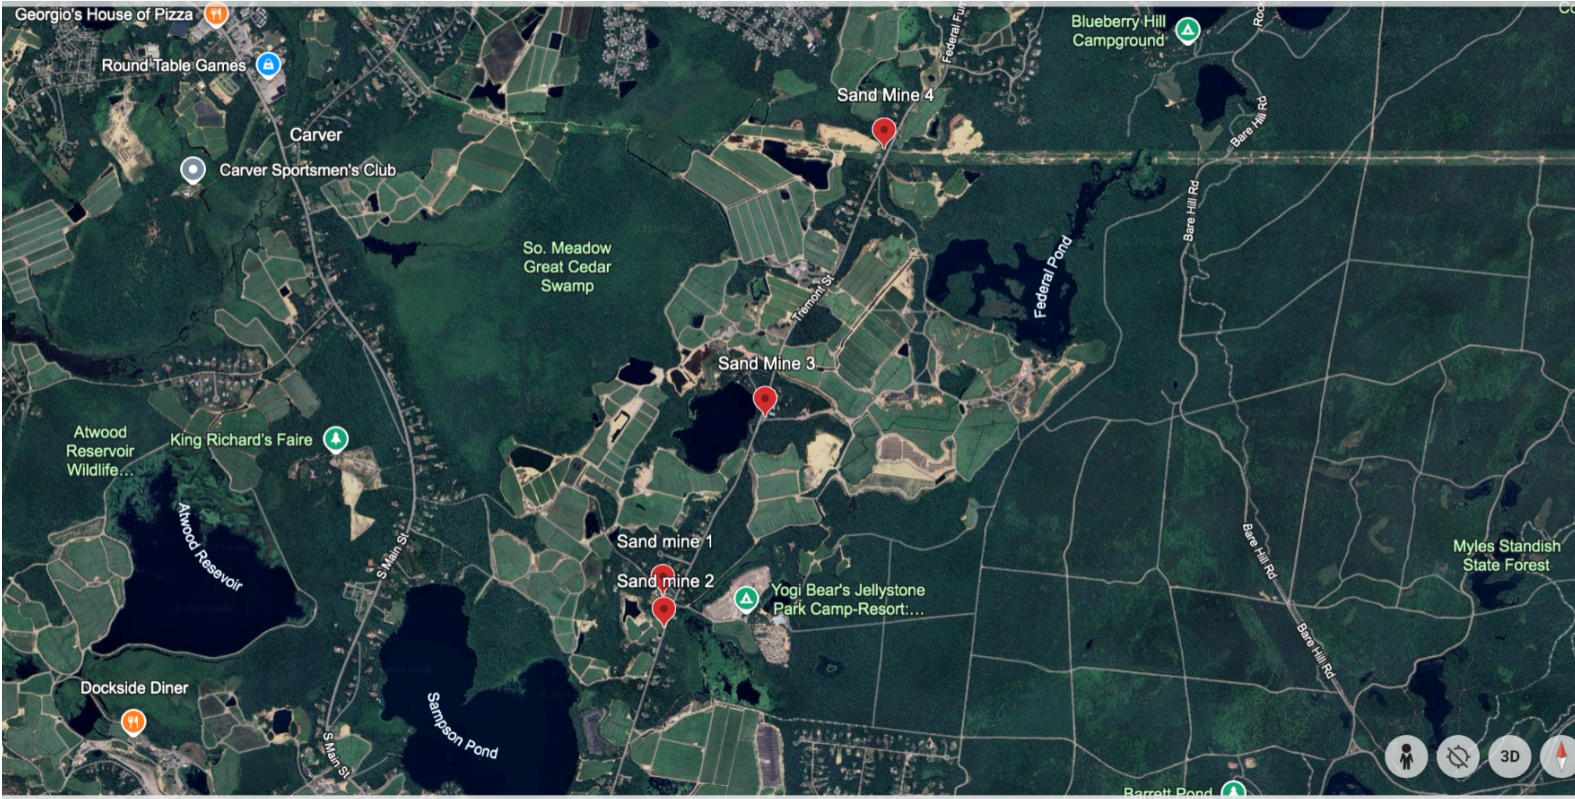 Georgio's House of Pizza
Round Table Games
Carver
Carver Sportsmen's Club
Sand Mine 4
Blueberry Hill
Campground
Bare Hill Rd
Bare Hill Rd
So. Meadow
Great Cedar
Swamp
Federal Pond
Tremont St
Sand Mine 3
Atwood
Reservoir
Wildlife...
King Richard's Faire
Atwood Resevoir
S Main St
Sand mine 1
Sand mine 2
Yogi Bear's Jellystone
Park Camp-Resort:...
Bare Hill Rd
Myles Standish
State Forest
Bare Hill Rd
Dockside Diner
Sampson Pond
S Main St
3D
Barrett Pond